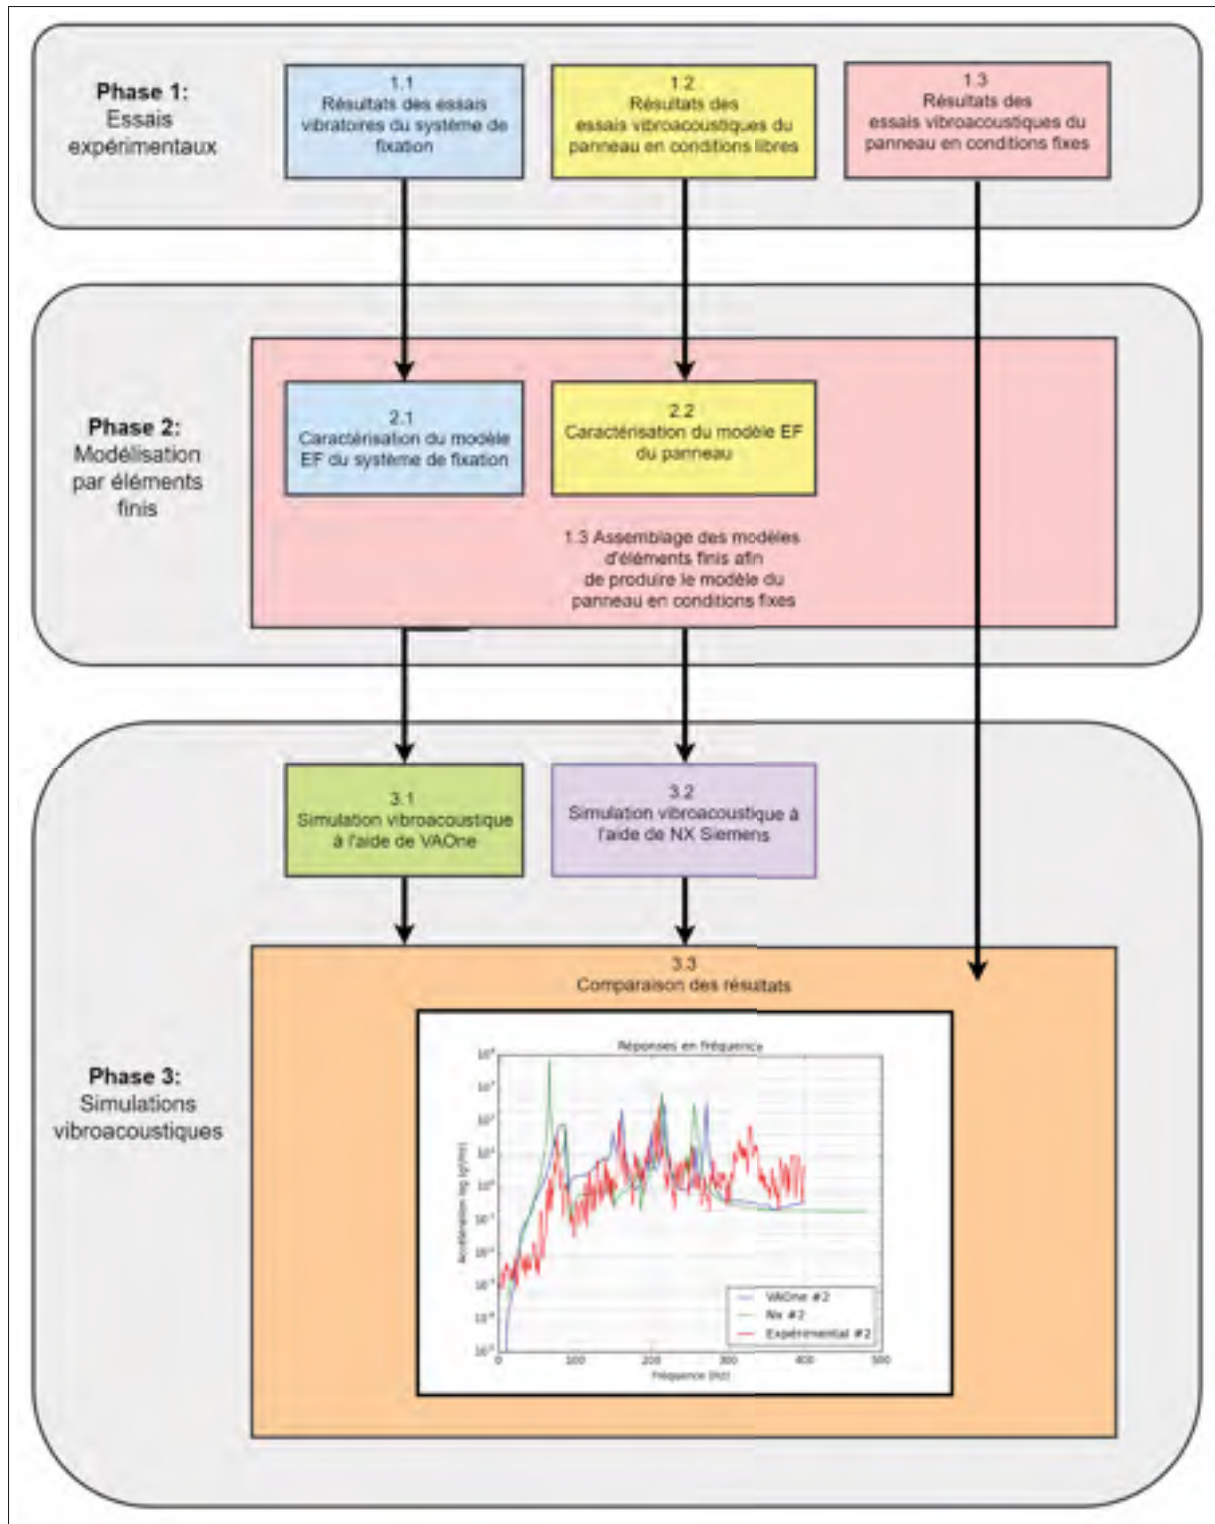 Phase 1:
Essais
expérimentaux
1.1
Résultats des essais
vibratoires du système de
fixation
1.2
Résultats des
essais vibroacoustiques du
panneau en conditions libres
1.3
Résultats des
essais vibroacoustiques du
panneau en conditions fixes
Phase 2:
Modélisation
par éléments
finis
2.1
Caractérisation du modèle
EF du système de fixation
2.2
Caractérisation du modèle EF
du panneau
1.3 Assemblage des modèles
d'éléments finis afin
de produire le modèle du
panneau en conditions fixes
Phase 3:
Simulations
vibroacoustiques
3.1
Simulation vibroacoustique
à l'aide de VAOne
3.2
Simulation vibroacoustique à
l'aide de NX Siemens
3.3
Comparaison des résultats
Réponses en fréquence
Accélération log
VAOne #2
Nx #2
Expérimental #2
0 100 200 300 400 500
Fréquence (Hz)